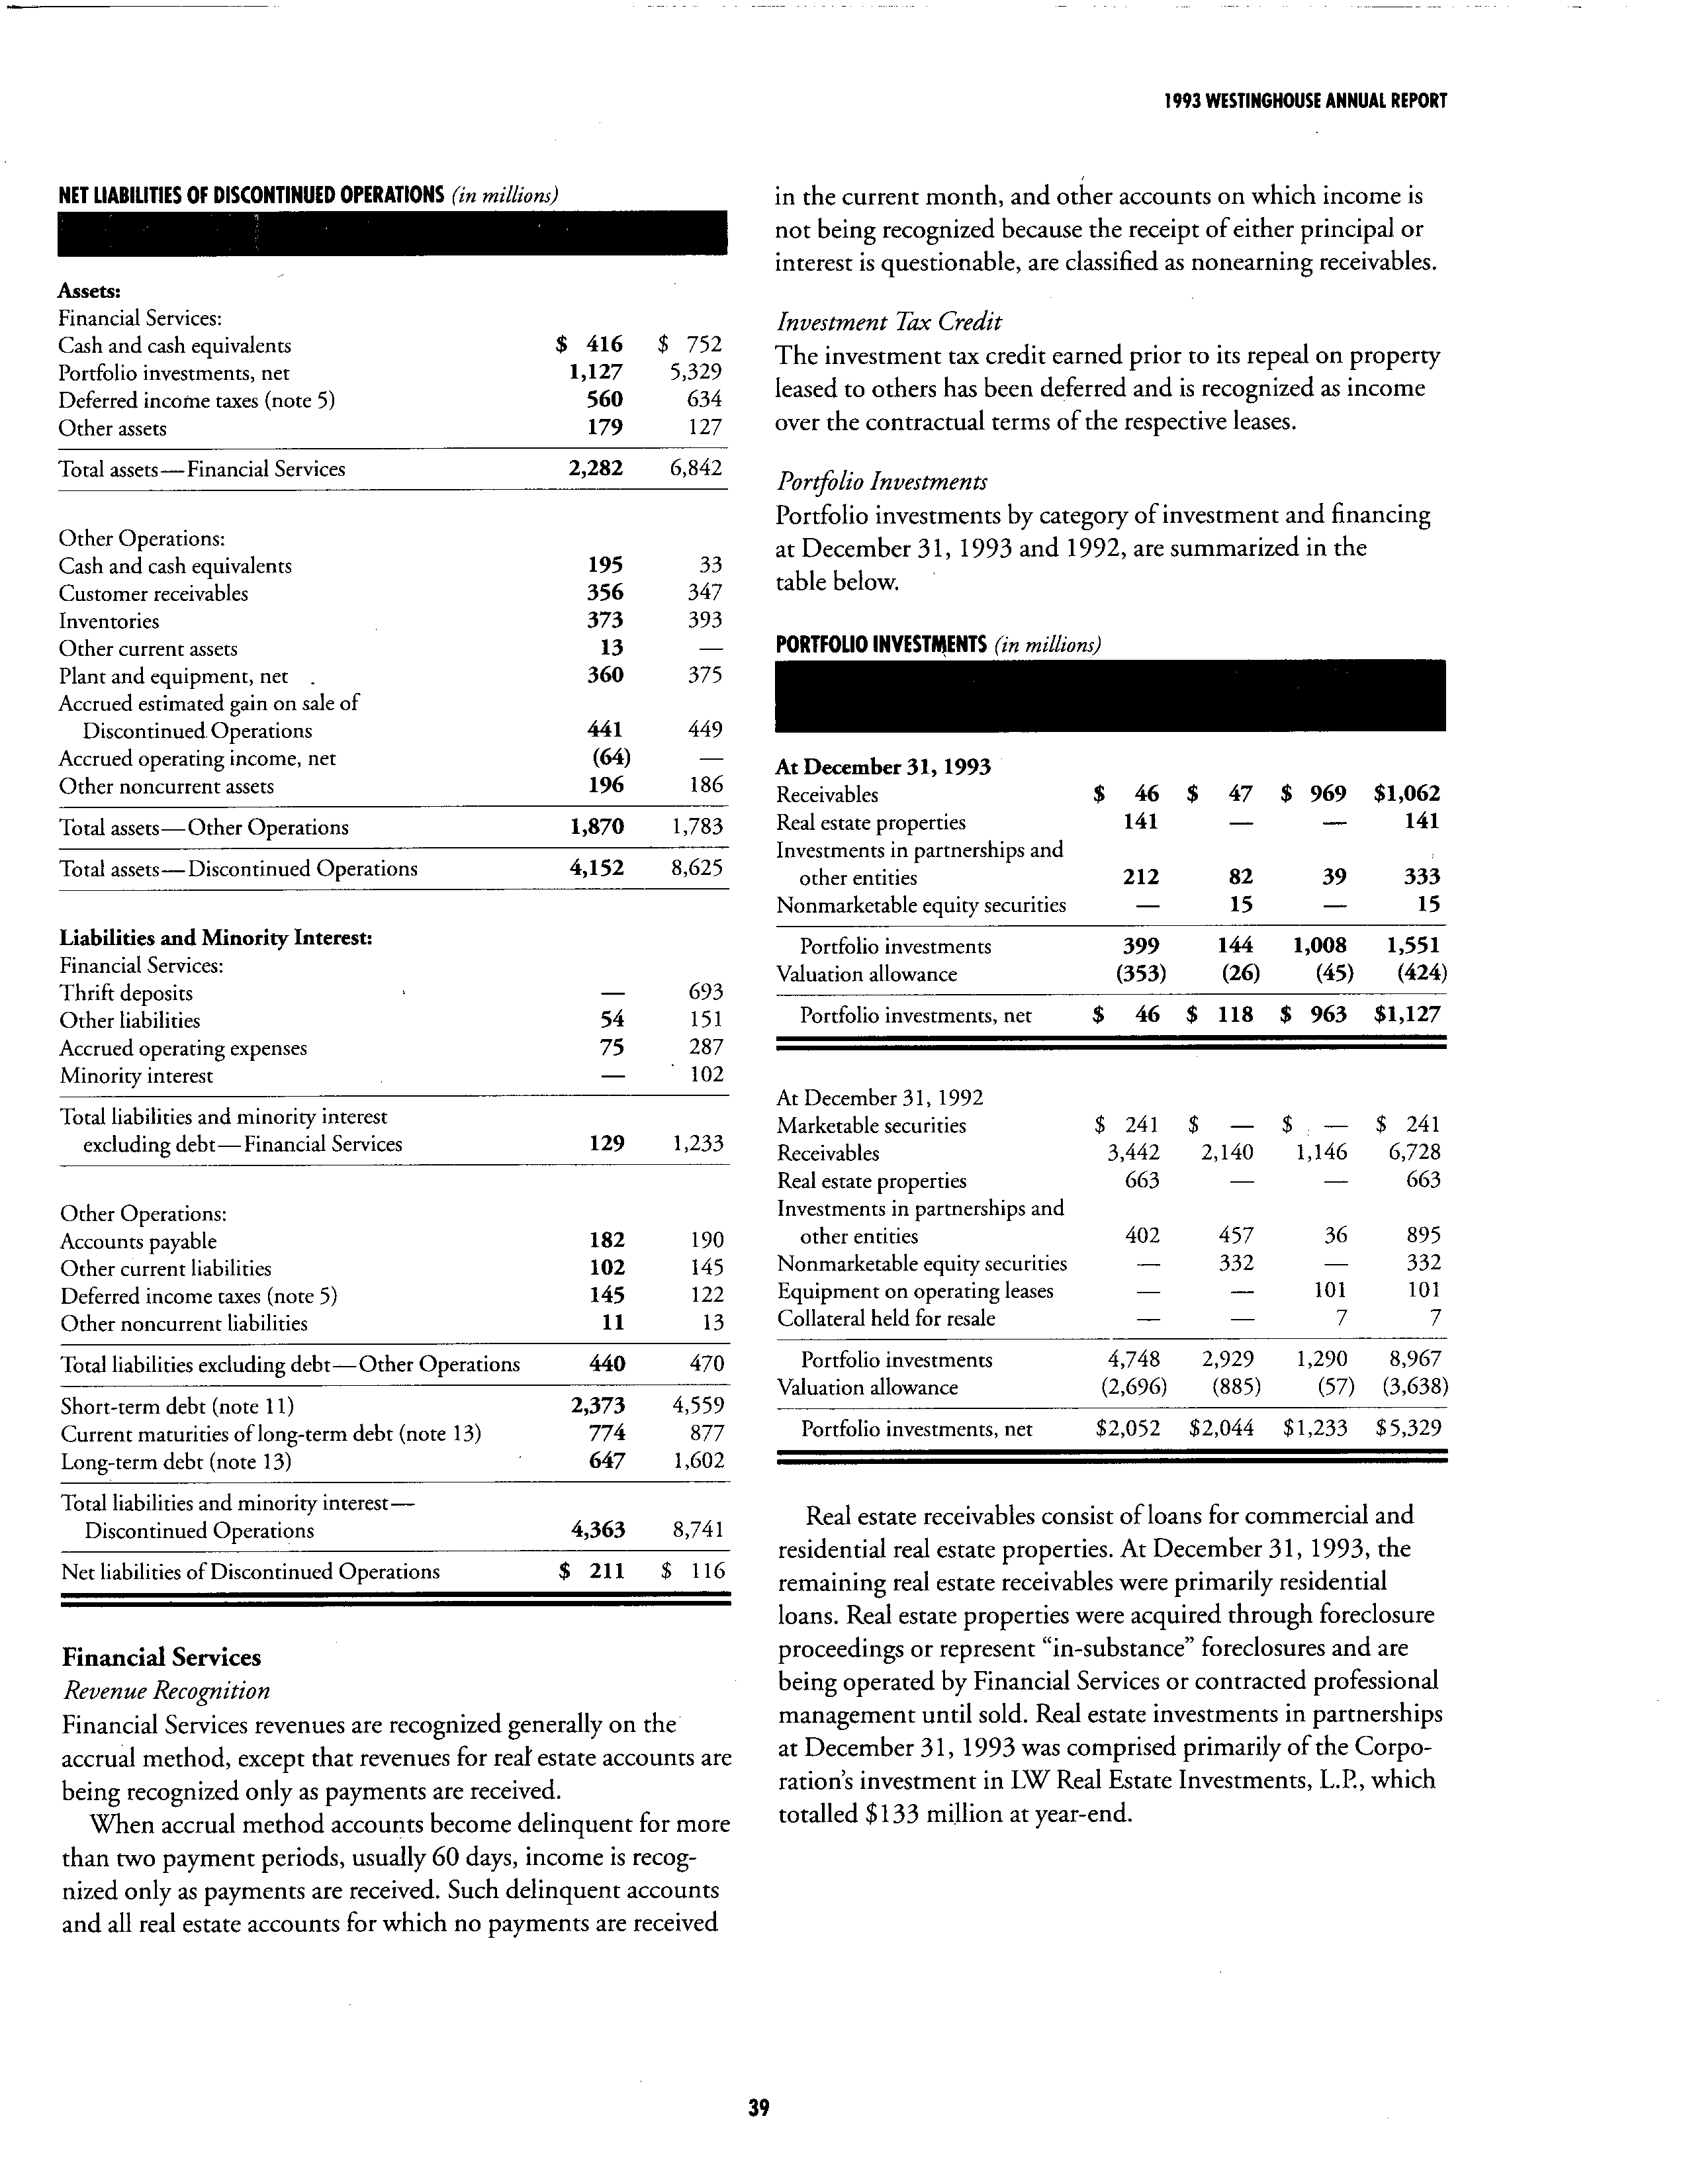 1993 WESTINGHOUSE ANNUAL REPORT
NET LIABILITIES OF DISCONTINUED OPERATIONS (in millions)
Assets:
Financial Services:
Cash and cash equivalents $ 416 $ 752
Portfolio investments, net 1,127 5,329
Deferred income taxes (note 5) 560 634
Other assets 179 127
Total assets—Financial Services 2,282 6,842
Other Operations:
Cash and cash equivalents 195 33
Customer receivables 356 347
Inventories 373 393
Other current assets 13 —
Plant and equipment, net 360 375
Accrued estimated gain on sale of
Discontinued Operations 441 449
Accrued operating income, net (64) —
Other noncurrent assets 196 186
Total assets—Other Operations 1,870 1,783
Total assets—Discontinued Operations 4,152 8,625
Liabilities and Minority Interest:
Financial Services:
Thrift deposits — 693
Other liabilities 54 151
Accrued operating expenses 75 287
Minority interest — 102
Total liabilities and minority interest
excluding debt—Financial Services 129 1,233
Other Operations:
Accounts payable 182 190
Other current liabilities 102 145
Deferred income taxes (note 5) 145 122
Other noncurrent liabilities 11 13
Total liabilities excluding debt—Other Operations 440 470
Short-term debt (note 11) 2,373 4,559
Current maturities of long-term debt (note 13) 774 877
Long-term debt (note 13) 647 1,602
Total liabilities and minority interest—
Discontinued Operations 4,363 8,741
Net liabilities of Discontinued Operations $ 211 $ 116
Financial Services
Revenue Recognition
Financial Services revenues are recognized generally on the
accrual method, except that revenues for real estate accounts are
being recognized only as payments are received.
When accrual method accounts become delinquent for more
than two payment periods, usually 60 days, income is recog-
nized only as payments are received. Such delinquent accounts
and all real estate accounts for which no payments are received
in the current month, and other accounts on which income is
not being recognized because the receipt of either principal or
interest is questionable, are classified as nonearning receivables.
Investment Tax Credit
The investment tax credit earned prior to its repeal on property
leased to others has been deferred and is recognized as income
over the contractual terms of the respective leases.
Portfolio Investments
Portfolio investments by category of investment and financing
at December 31, 1993 and 1992, are summarized in the
table below.
PORTFOLIO INVESTMENTS (in millions)
At December 31, 1993
Receivables $ 46 $ 47 $ 969 $1,062
Real estate properties 141 — — 141
Investments in partnerships and
other entities 212 82 39 333
Nonmarketable equity securities — 15 — 15
Portfolio investments 399 144 1,008 1,551
Valuation allowance (353) (26) (45) (424)
Portfolio investments, net $ 46 $ 118 $ 963 $1,127
At December 31, 1992
Marketable securities $ 241 $ — $ — $ 241
Receivables 3,442 2,140 1,146 6,728
Real estate properties 663 — — 663
Investments in partnerships and
other entities 402 457 36 895
Nonmarketable equity securities — 332 — 332
Equipment on operating leases — — 101 101
Collateral held for resale — — 7 7
Portfolio investments 4,748 2,929 1,290 8,967
Valuation allowance (2,696) (885) (57) (3,638)
Portfolio investments, net $2,052 $2,044 $1,233 $5,329
Real estate receivables consist of loans for commercial and
residential real estate properties. At December 31, 1993, the
remaining real estate receivables were primarily residential
loans. Real estate properties were acquired through foreclosure
proceedings or represent “in-substance” foreclosures and are
being operated by Financial Services or contracted professional
management until sold. Real estate investments in partnerships
at December 31, 1993 was comprised primarily of the Corpo-
ration’s investment in LW Real Estate Investments, L.P., which
totalled $133 million at year-end.
39